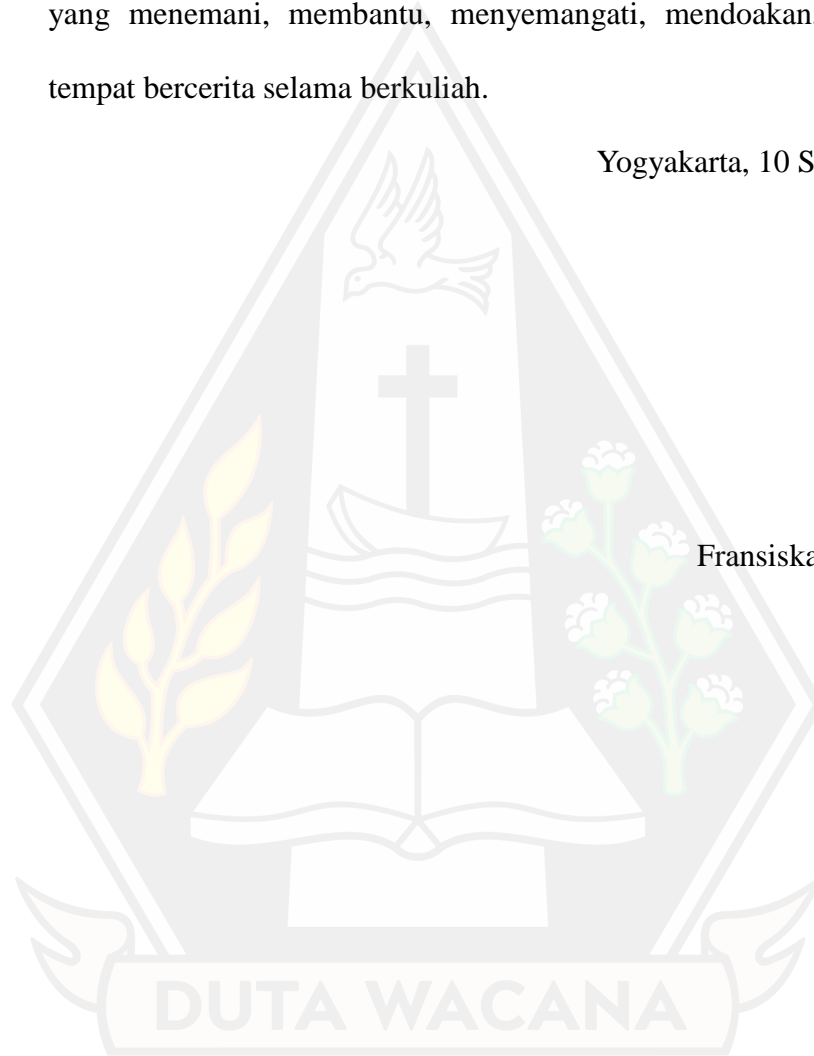 yang menemani, membantu, menyemangati, mendoakan
tempat bercerita selama berkuliah.
Yogyakarta, 10 S
Fransiska
DUTA WACANA